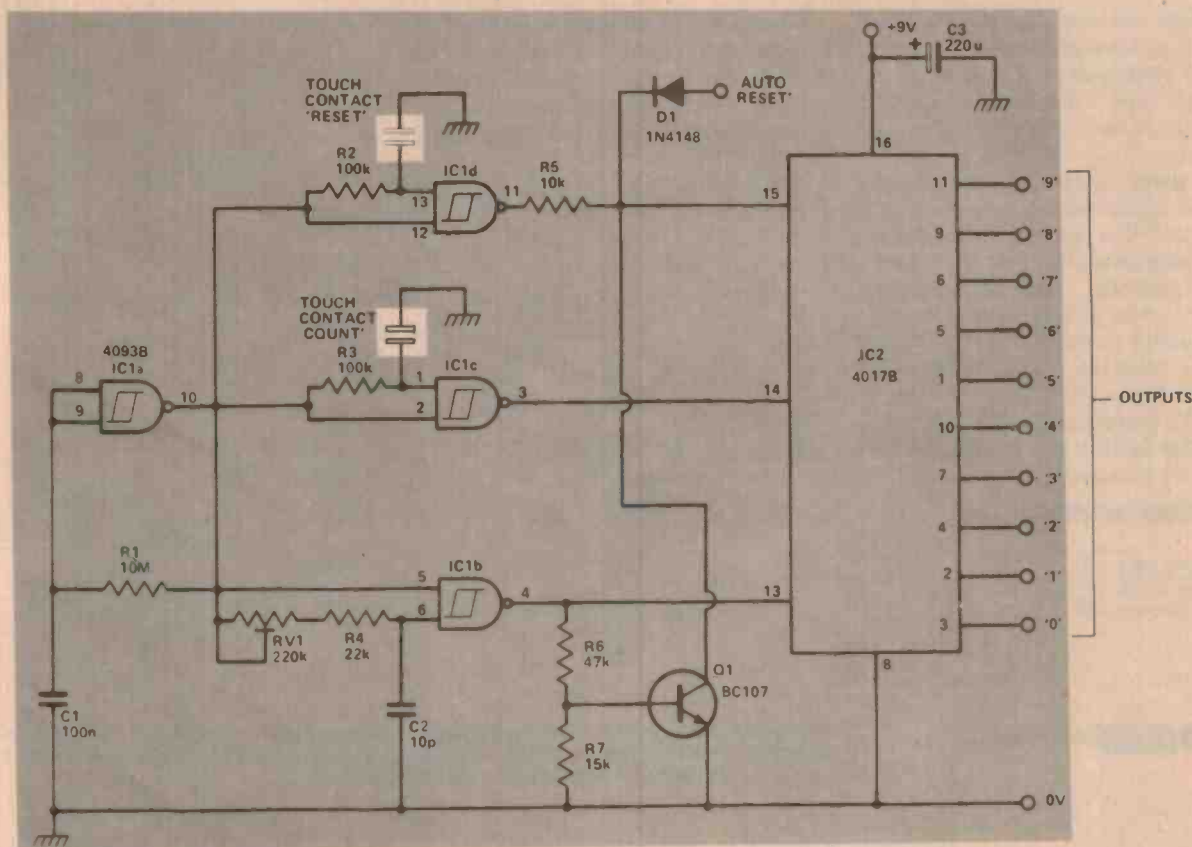 +9V
C3
220u
TOUCH
CONTACT
'RESET'
AUTO
RESET'
D1
1N4148
16
R2
100k
IC1d
R5
10k
13
12
11
15
11
'9'
9
'8'
6
'7'
5
'6'
1
'5'
10
'4'
7
'3'
4
'2'
2
'1'
3
'0'
OUTPUTS
TOUCH
CONTACT
COUNT'
R3
100k
IC1c
1
2
3
14
IC2
4017B
4093B
IC1a
8
9
10
R1
10M
IC1b
5
6
4
13
RV1
220k
R4
22k
R6
47k
Q1
BC107
8
C1
100n
C2
10p
R7
15k
0V